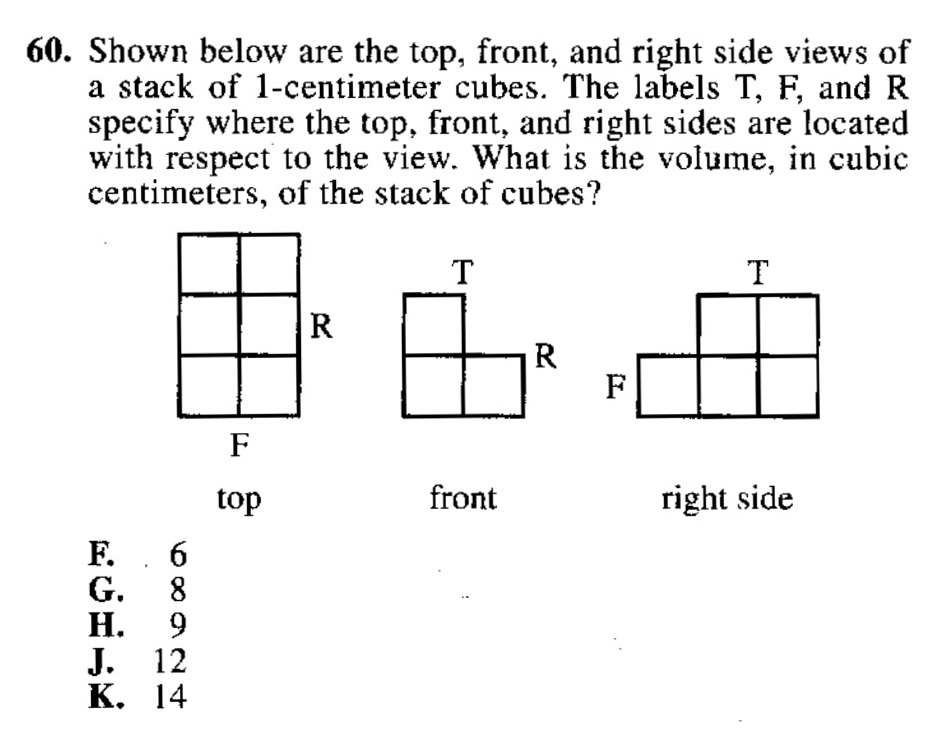 60. Shown below are the top, front, and right side views of
a stack of 1-centimeter cubes. The labels T, F, and R
specify where the top, front, and right sides are located
with respect to the view. What is the volume, in cubic
centimeters, of the stack of cubes?
T T
R
R
F
F
top front right side
F. 6
G. 8
H. 9
J. 12
K. 14